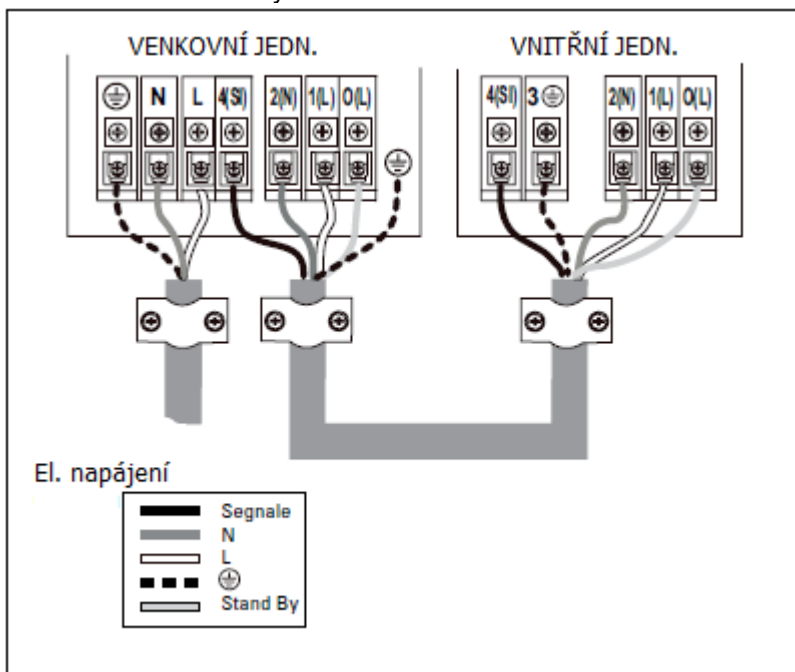 VENKOVNÍ JEDN.
VNITŘNÍ JEDN.
N L 4(SI) 2(N) 1(L) 0(L)
4(SI) 3 2(N) 1(L) 0(L)
El. napájení
Segnale
N
L
Stand By